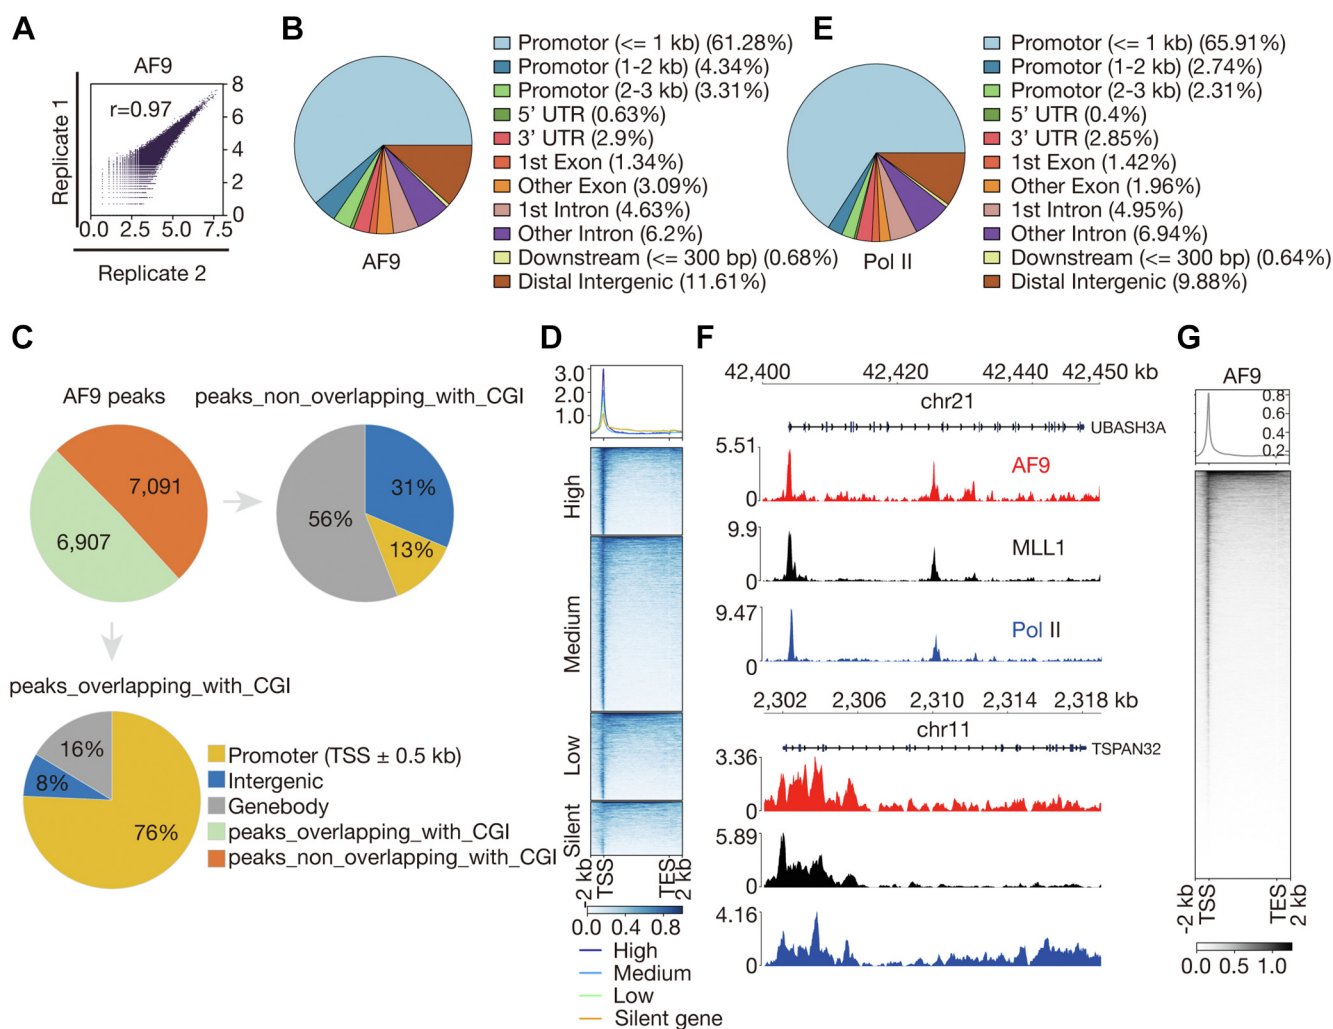 A
AF9
Replicate 1
r=0.97
8
6
4
2
0
0.0 2.5 5.0 7.5
Replicate 2
B
AF9
Promotor (<= 1 kb) (61.28%)
Promotor (1-2 kb) (4.34%)
Promotor (2-3 kb) (3.31%)
5' UTR (0.63%)
3' UTR (2.9%)
1st Exon (1.34%)
Other Exon (3.09%)
1st Intron (4.63%)
Other Intron (6.2%)
Downstream (<= 300 bp) (0.68%)
Distal Intergenic (11.61%)
E
Pol II
Promotor (<= 1 kb) (65.91%)
Promotor (1-2 kb) (2.74%)
Promotor (2-3 kb) (2.31%)
5' UTR (0.4%)
3' UTR (2.85%)
1st Exon (1.42%)
Other Exon (1.96%)
1st Intron (4.95%)
Other Intron (6.94%)
Downstream (<= 300 bp) (0.64%)
Distal Intergenic (9.88%)
C
AF9 peaks
7,091
6,907
peaks_non_overlapping_with_CGI
31%
56%
13%
peaks_overlapping_with_CGI
16%
8%
76%
Promoter (TSS ± 0.5 kb)
Intergenic
Genebody
peaks_overlapping_with_CGI
peaks_non_overlapping_with_CGI
D
3.0
2.0
1.0
High
Medium
Low
Silent
-2 kb
TSS
TES
2 kb
0.0 0.4 0.8
High
Medium
Low
Silent gene
F
42,400 42,420 42,440 42,450 kb
chr21
UBASH3A
5.51
AF9
0
9.9
MLL1
0
9.47
Pol II
0
2,302 2,306 2,310 2,314 2,318 kb
chr11
TSPAN32
3.36
0
5.89
0
4.16
0
G
AF9
0.8
0.6
0.4
0.2
-2 kb
TSS
TES
2 kb
0.0 0.5 1.0